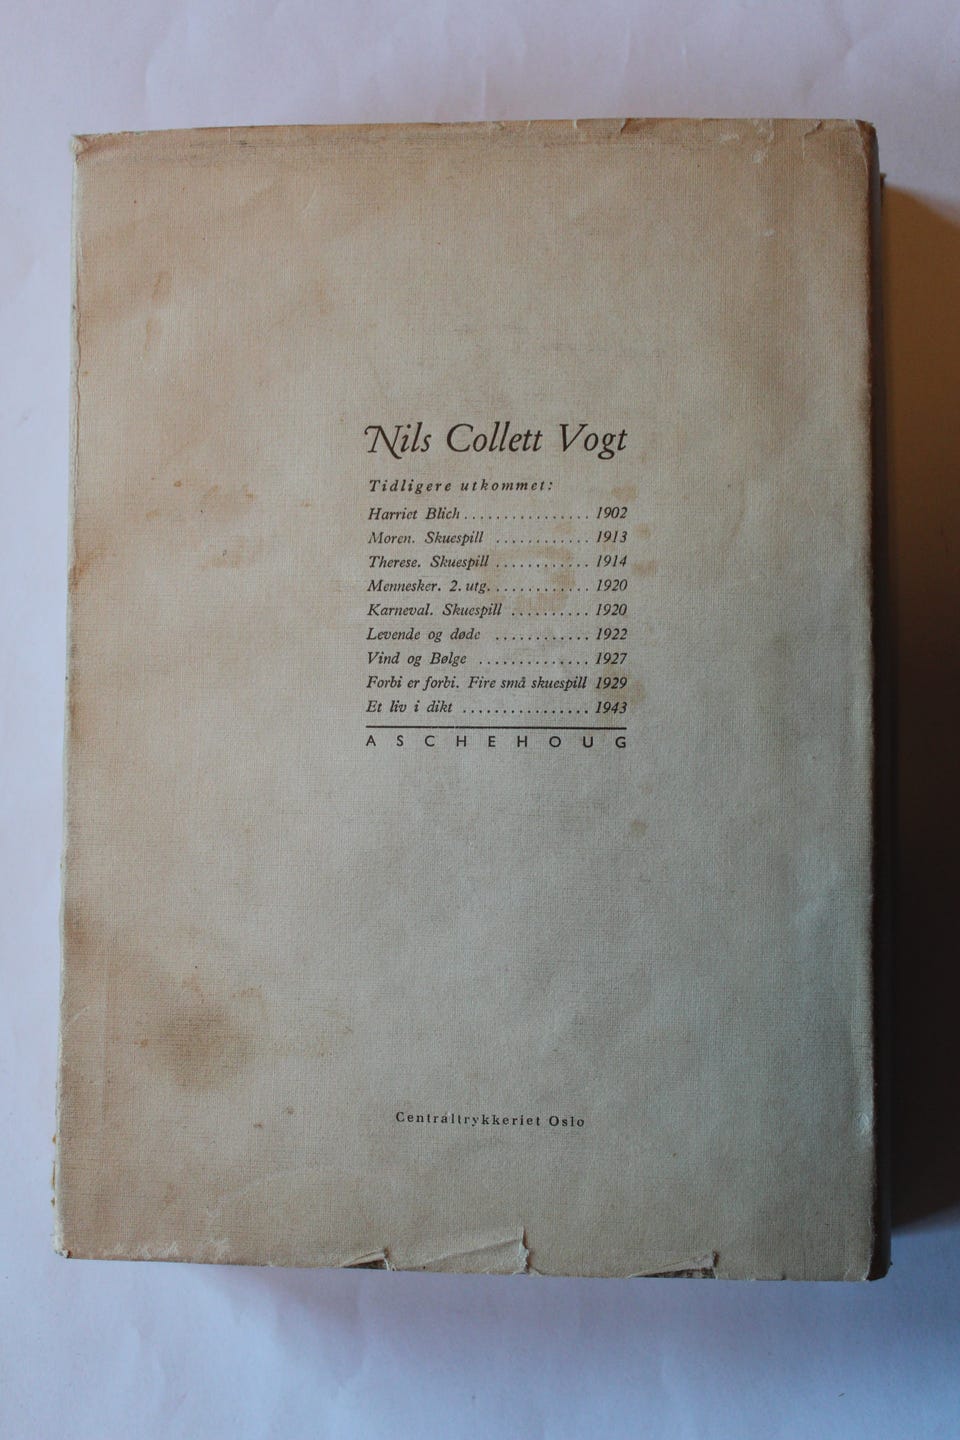 Nils Collett Vogt
Tidligere utkommet:
Harriet Blich ................ 1902
Moren. Skuespill ............ 1913
Therese. Skuespill ............ 1914
Mennesker. 2. utg. ............ 1920
Karneval. Skuespill .......... 1920
Levende og døde ............ 1922
Vind og Bølge .............. 1927
Forbi er forbi. Fire små skuespill 1929
Et liv i dikt ................ 1943
ASCHEHOUG
Centraltrykkeriet Oslo